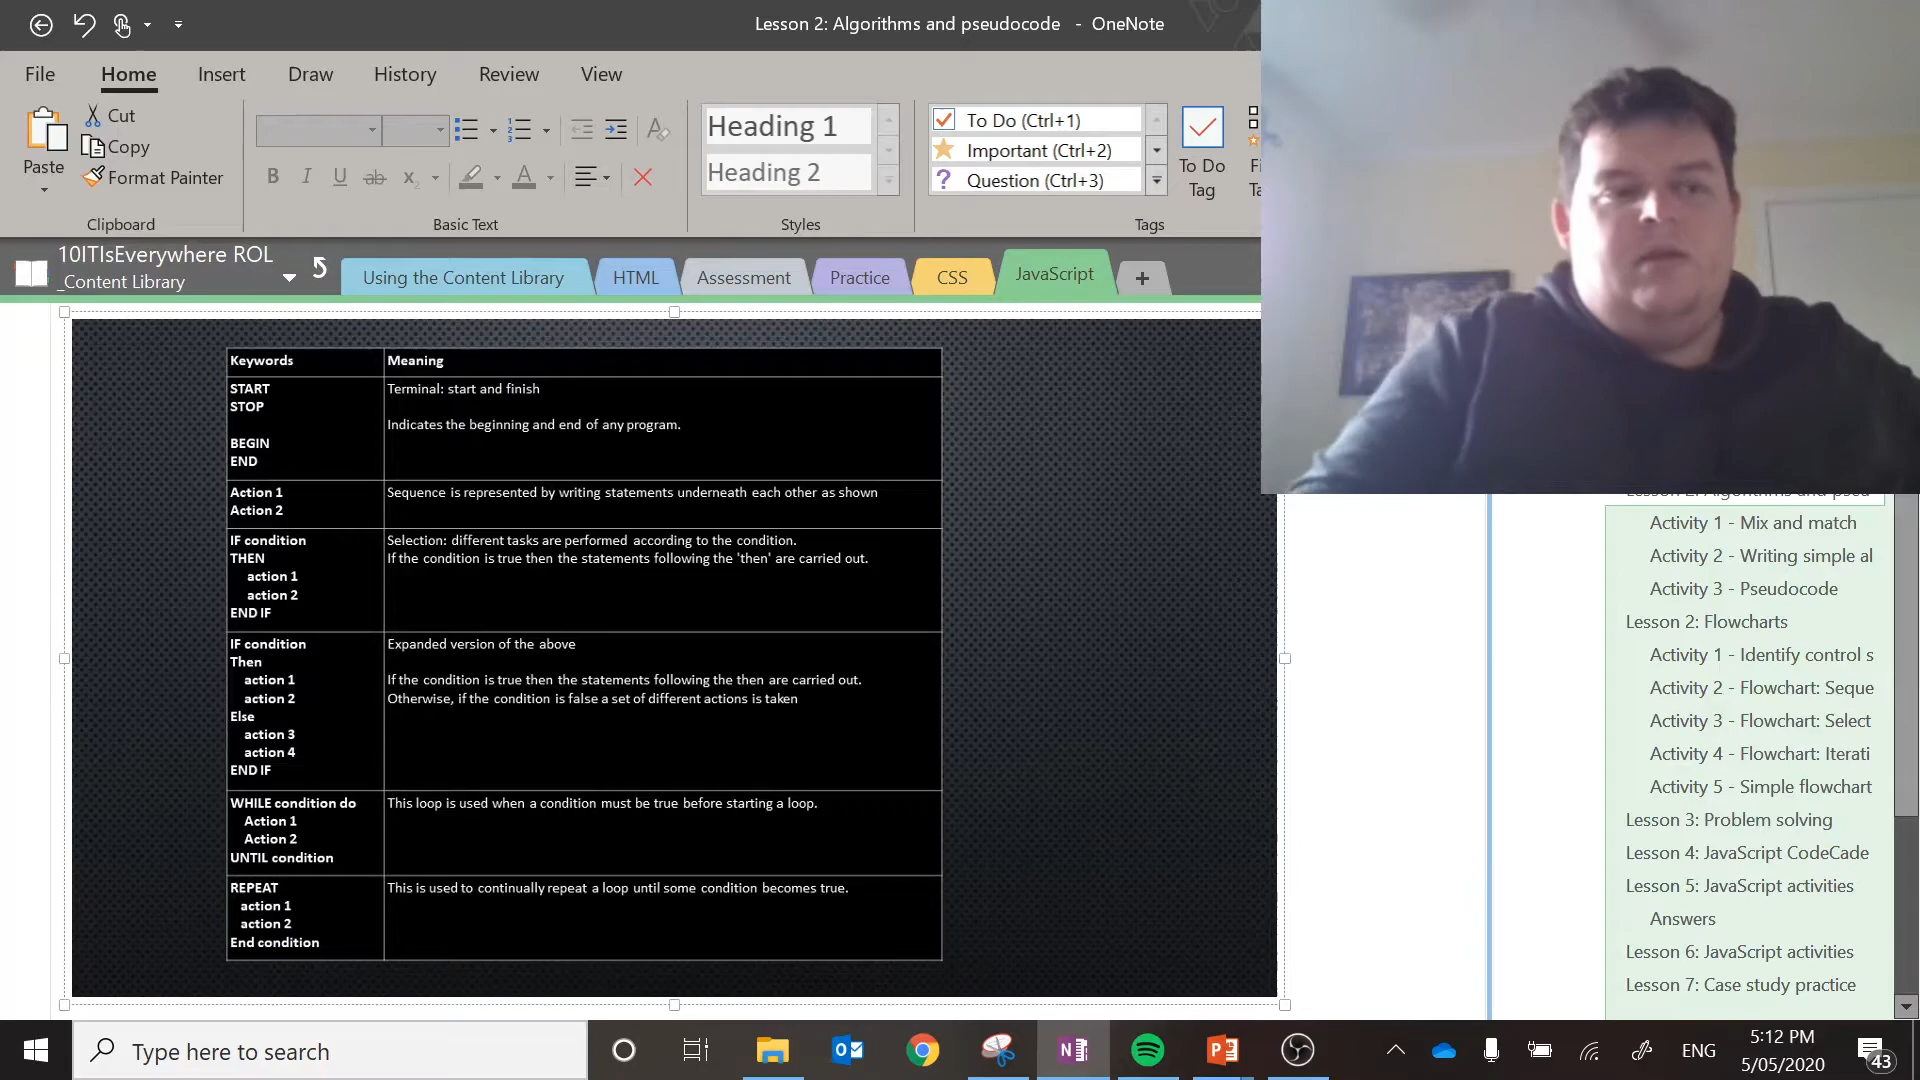 Lesson 2: Algorithms and pseudocode - OneNote
File Home Insert Draw History Review View
Paste
Cut
Copy
Format Painter
Clipboard
B I U ab x A
Basic Text
Heading 1
Heading 2
Styles
To Do (Ctrl+1)
Important (Ctrl+2)
Question (Ctrl+3)
To Do
Tag
Tags
10ITIsEverywhere ROL
_Content Library
Using the Content Library
HTML
Assessment
Practice
CSS
JavaScript
+
Keywords Meaning
START
STOP
BEGIN
END
Terminal: start and finish
Indicates the beginning and end of any program.
Action 1
Action 2
Sequence is represented by writing statements underneath each other as shown
IF condition
THEN
action 1
action 2
END IF
Selection: different tasks are performed according to the condition.
If the condition is true then the statements following the 'then' are carried out.
IF condition
Then
action 1
action 2
Else
action 3
action 4
END IF
Expanded version of the above
If the condition is true then the statements following the then are carried out.
Otherwise, if the condition is false a set of different actions is taken
WHILE condition do
Action 1
Action 2
UNTIL condition
This loop is used when a condition must be true before starting a loop.
REPEAT
action 1
action 2
End condition
This is used to continually repeat a loop until some condition becomes true.
Activity 1 - Mix and match
Activity 2 - Writing simple al
Activity 3 - Pseudocode
Lesson 2: Flowcharts
Activity 1 - Identify control s
Activity 2 - Flowchart: Seque
Activity 3 - Flowchart: Select
Activity 4 - Flowchart: Iterati
Activity 5 - Simple flowchart
Lesson 3: Problem solving
Lesson 4: JavaScript CodeCade
Lesson 5: JavaScript activities
Answers
Lesson 6: JavaScript activities
Lesson 7: Case study practice
Type here to search
ENG
5:12 PM
5/05/2020
43